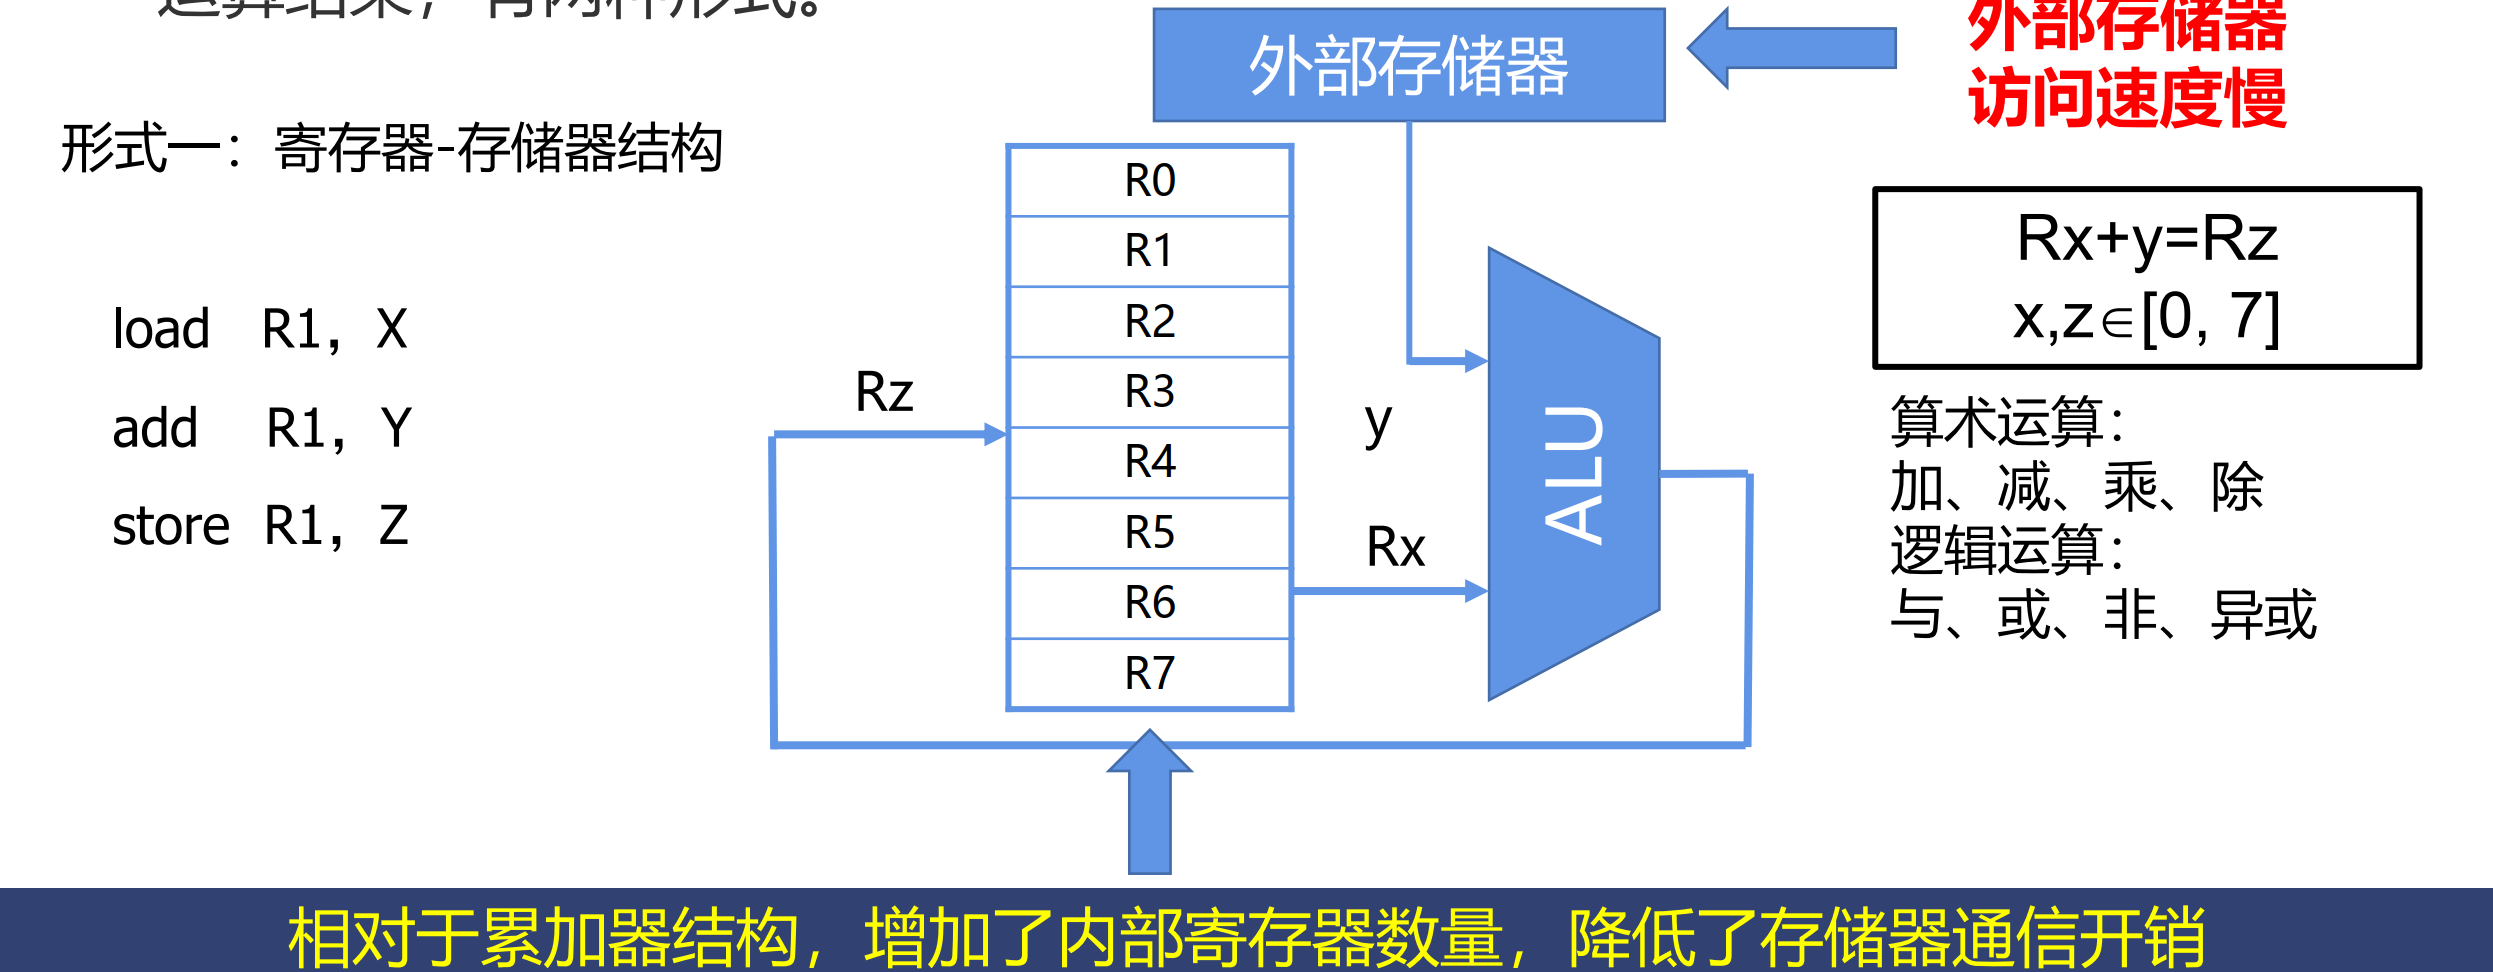 外部存储器
外部存储器
访问速度慢
形式一：寄存器-存储器结构
load R1, X
add R1, Y
store R1, Z
R0
R1
R2
R3
R4
R5
R6
R7
Rz
y
Rx
ALU
Rx+y=Rz
x,z∈[0, 7]
算术运算：
加、减、乘、除
逻辑运算：
与、或、非、异或
相对于累加器结构，增加了内部寄存器数量，降低了存储通信开销